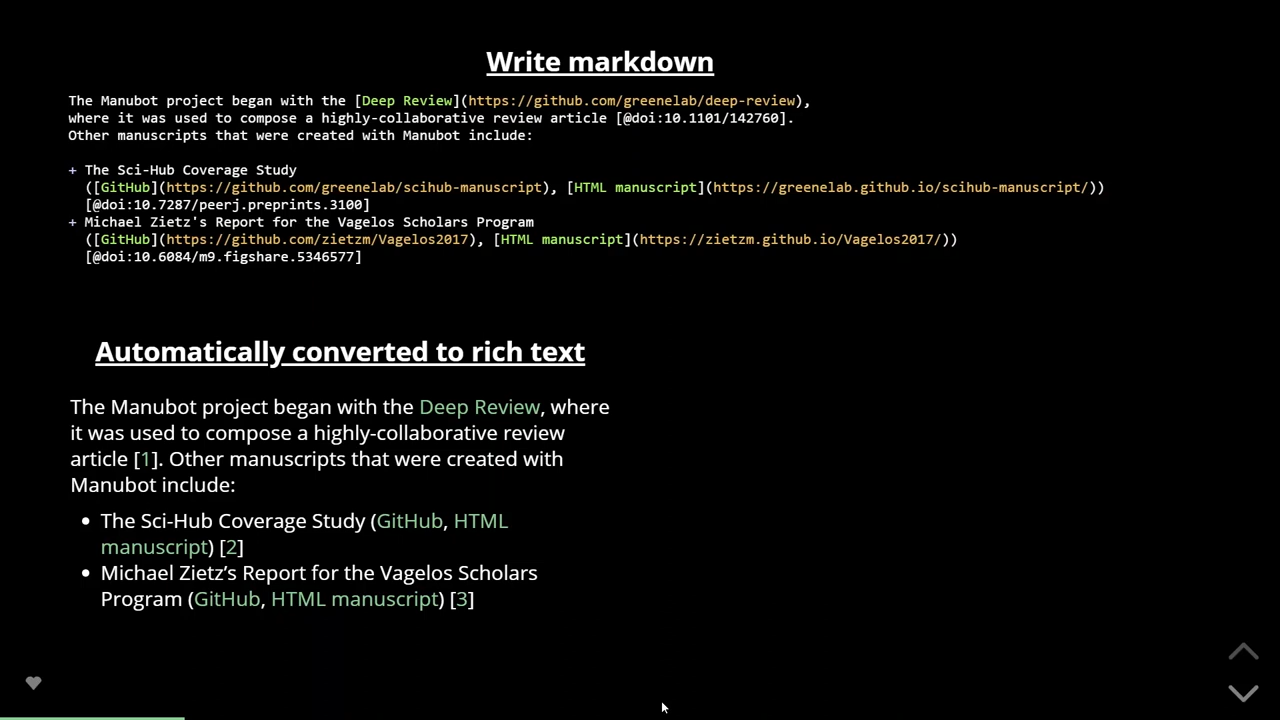 Write markdown
The Manubot project began with the [Deep Review](https://github.com/greenelab/deep-review),
where it was used to compose a highly-collaborative review article [@doi:10.1101/142760].
Other manuscripts that were created with Manubot include:
+ The Sci-Hub Coverage Study
([GitHub](https://github.com/greenelab/scihub-manuscript), [HTML manuscript](https://greenelab.github.io/scihub-manuscript/))
[@doi:10.7287/peerj.preprints.3100]
+ Michael Zietz's Report for the Vagelos Scholars Program
([GitHub](https://github.com/zietzm/Vagelos2017), [HTML manuscript](https://zietzm.github.io/Vagelos2017/))
[@doi:10.6084/m9.figshare.5346577]
Automatically converted to rich text
The Manubot project began with the Deep Review, where
it was used to compose a highly-collaborative review
article [1]. Other manuscripts that were created with
Manubot include:
• The Sci-Hub Coverage Study (GitHub, HTML
manuscript) [2]
• Michael Zietz’s Report for the Vagelos Scholars
Program (GitHub, HTML manuscript) [3]